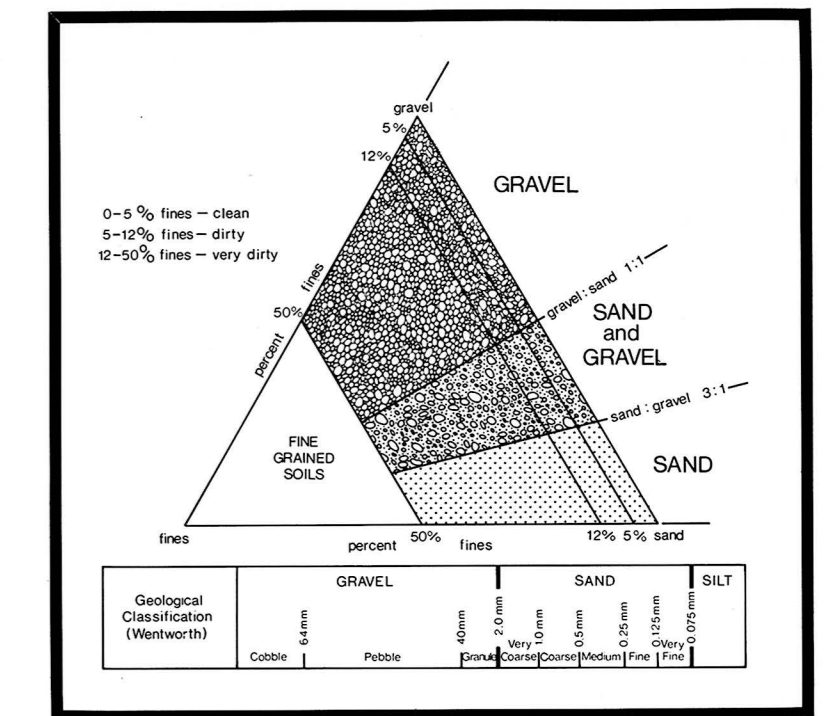 gravel
5%
12%
GRAVEL
0-5% fines — clean
5-12% fines — dirty
12-50% fines — very dirty
fines
gravel:sand 1:1
50%
SAND
and
GRAVEL
percent
sand:gravel 3:1
FINE
GRAINED
SOILS
SAND
fines
percent 50% fines
12% 5% sand
Geological
Classification
(Wentworth)
GRAVEL
SAND
SILT
64mm
40mm
2.0mm
1.0mm
0.5mm
0.25mm
0.125mm
0.075mm
Cobble
Pebble
Granule
Very
Coarse
Coarse
Medium
Fine
Very
Fine